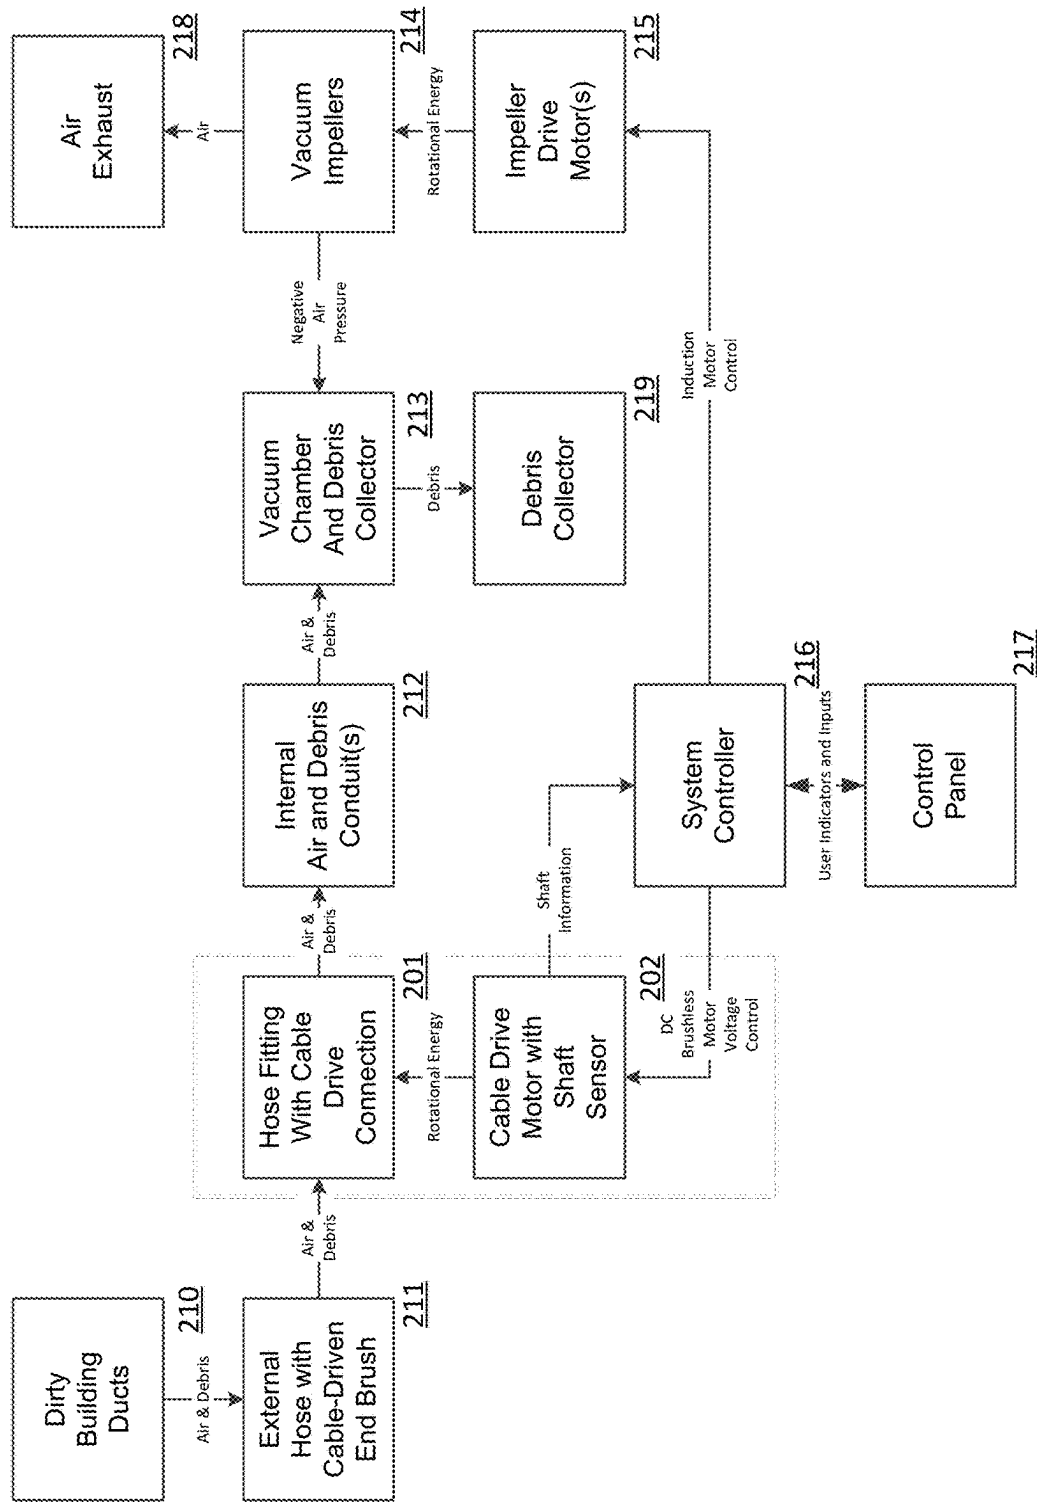 Dirty
Building
Ducts
210
Air & Debris
External
Hose with
Cable-Driven
End Brush
211
Air &
Debris
Hose Fitting
With Cable
Drive
Connection
201
Rotational Energy
Cable Drive
Motor with
Shaft
Sensor
202
Air &
Debris
Internal
Air and Debris
Conduit(s)
212
Air &
Debris
Vacuum
Chamber
And Debris
Collector
213
Debris
Debris
Collector
219
Negative
Air
Pressure
Vacuum
Impellers
214
Air
Air
Exhaust
218
Rotational Energy
Impeller
Drive
Motor(s)
215
Shaft
Information
DC
Brushless
Motor
Voltage
Control
System
Controller
216
Induction
Motor
Control
User Indicators and Inputs
Control
Panel
217